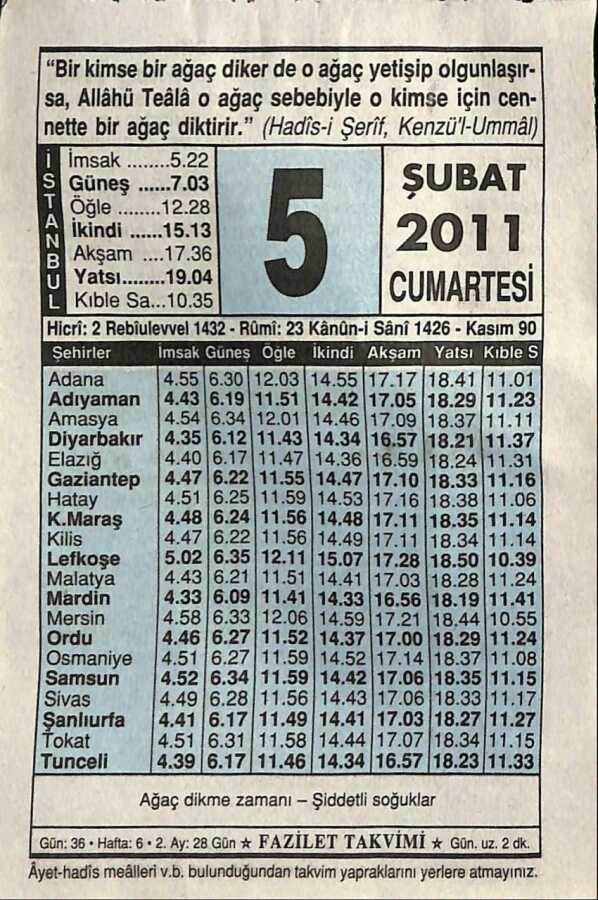 “Bir kimse bir ağaç diker de o ağaç yetişip olgunlaşır-
sa, Allâhü Teâlâ o ağaç sebebiyle o kimse için cen-
nette bir ağaç diktirir.” (Hadîs-i Şerîf, Kenzü'l-Ummâl)
İSTANBUL
İmsak ........5.22
Güneş ......7.03
Öğle ........12.28
İkindi ......15.13
Akşam ....17.36
Yatsı........19.04
Kıble Sa...10.35
5
ŞUBAT
2011
CUMARTESİ
Hicrî: 2 Rebîulevvel 1432 - Rûmî: 23 Kânûn-i Sânî 1426 - Kasım 90
Şehirler İmsak Güneş Öğle İkindi Akşam Yatsı Kıble S
Adana 4.55 6.30 12.03 14.55 17.17 18.41 11.01
Adıyaman 4.43 6.19 11.51 14.42 17.05 18.29 11.23
Amasya 4.54 6.34 12.01 14.46 17.09 18.37 11.11
Diyarbakır 4.35 6.12 11.43 14.34 16.57 18.21 11.37
Elazığ 4.40 6.17 11.47 14.36 16.59 18.24 11.31
Gaziantep 4.47 6.22 11.55 14.47 17.10 18.33 11.16
Hatay 4.51 6.25 11.59 14.53 17.16 18.38 11.06
K.Maraş 4.48 6.24 11.56 14.48 17.11 18.35 11.14
Kilis 4.47 6.22 11.56 14.49 17.11 18.34 11.14
Lefkoşe 5.02 6.35 12.11 15.07 17.28 18.50 10.39
Malatya 4.43 6.21 11.51 14.41 17.03 18.28 11.24
Mardin 4.33 6.09 11.41 14.33 16.56 18.19 11.41
Mersin 4.58 6.33 12.06 14.59 17.21 18.44 10.55
Ordu 4.46 6.27 11.52 14.37 17.00 18.29 11.24
Osmaniye 4.51 6.27 11.59 14.52 17.14 18.37 11.08
Samsun 4.52 6.34 11.59 14.42 17.06 18.35 11.15
Sivas 4.49 6.28 11.56 14.43 17.06 18.33 11.17
Şanlıurfa 4.41 6.17 11.49 14.41 17.03 18.27 11.27
Tokat 4.51 6.31 11.58 14.44 17.07 18.34 11.15
Tunceli 4.39 6.17 11.46 14.34 16.57 18.23 11.33
Ağaç dikme zamanı – Şiddetli soğuklar
Gün: 36 • Hafta: 6 • 2. Ay: 28 Gün ★ FAZİLET TAKVİMİ ★ Gün. uz. 2 dk.
Âyet-hadîs meâlleri v.b. bulunduğundan takvim yapraklarını yerlere atmayınız.